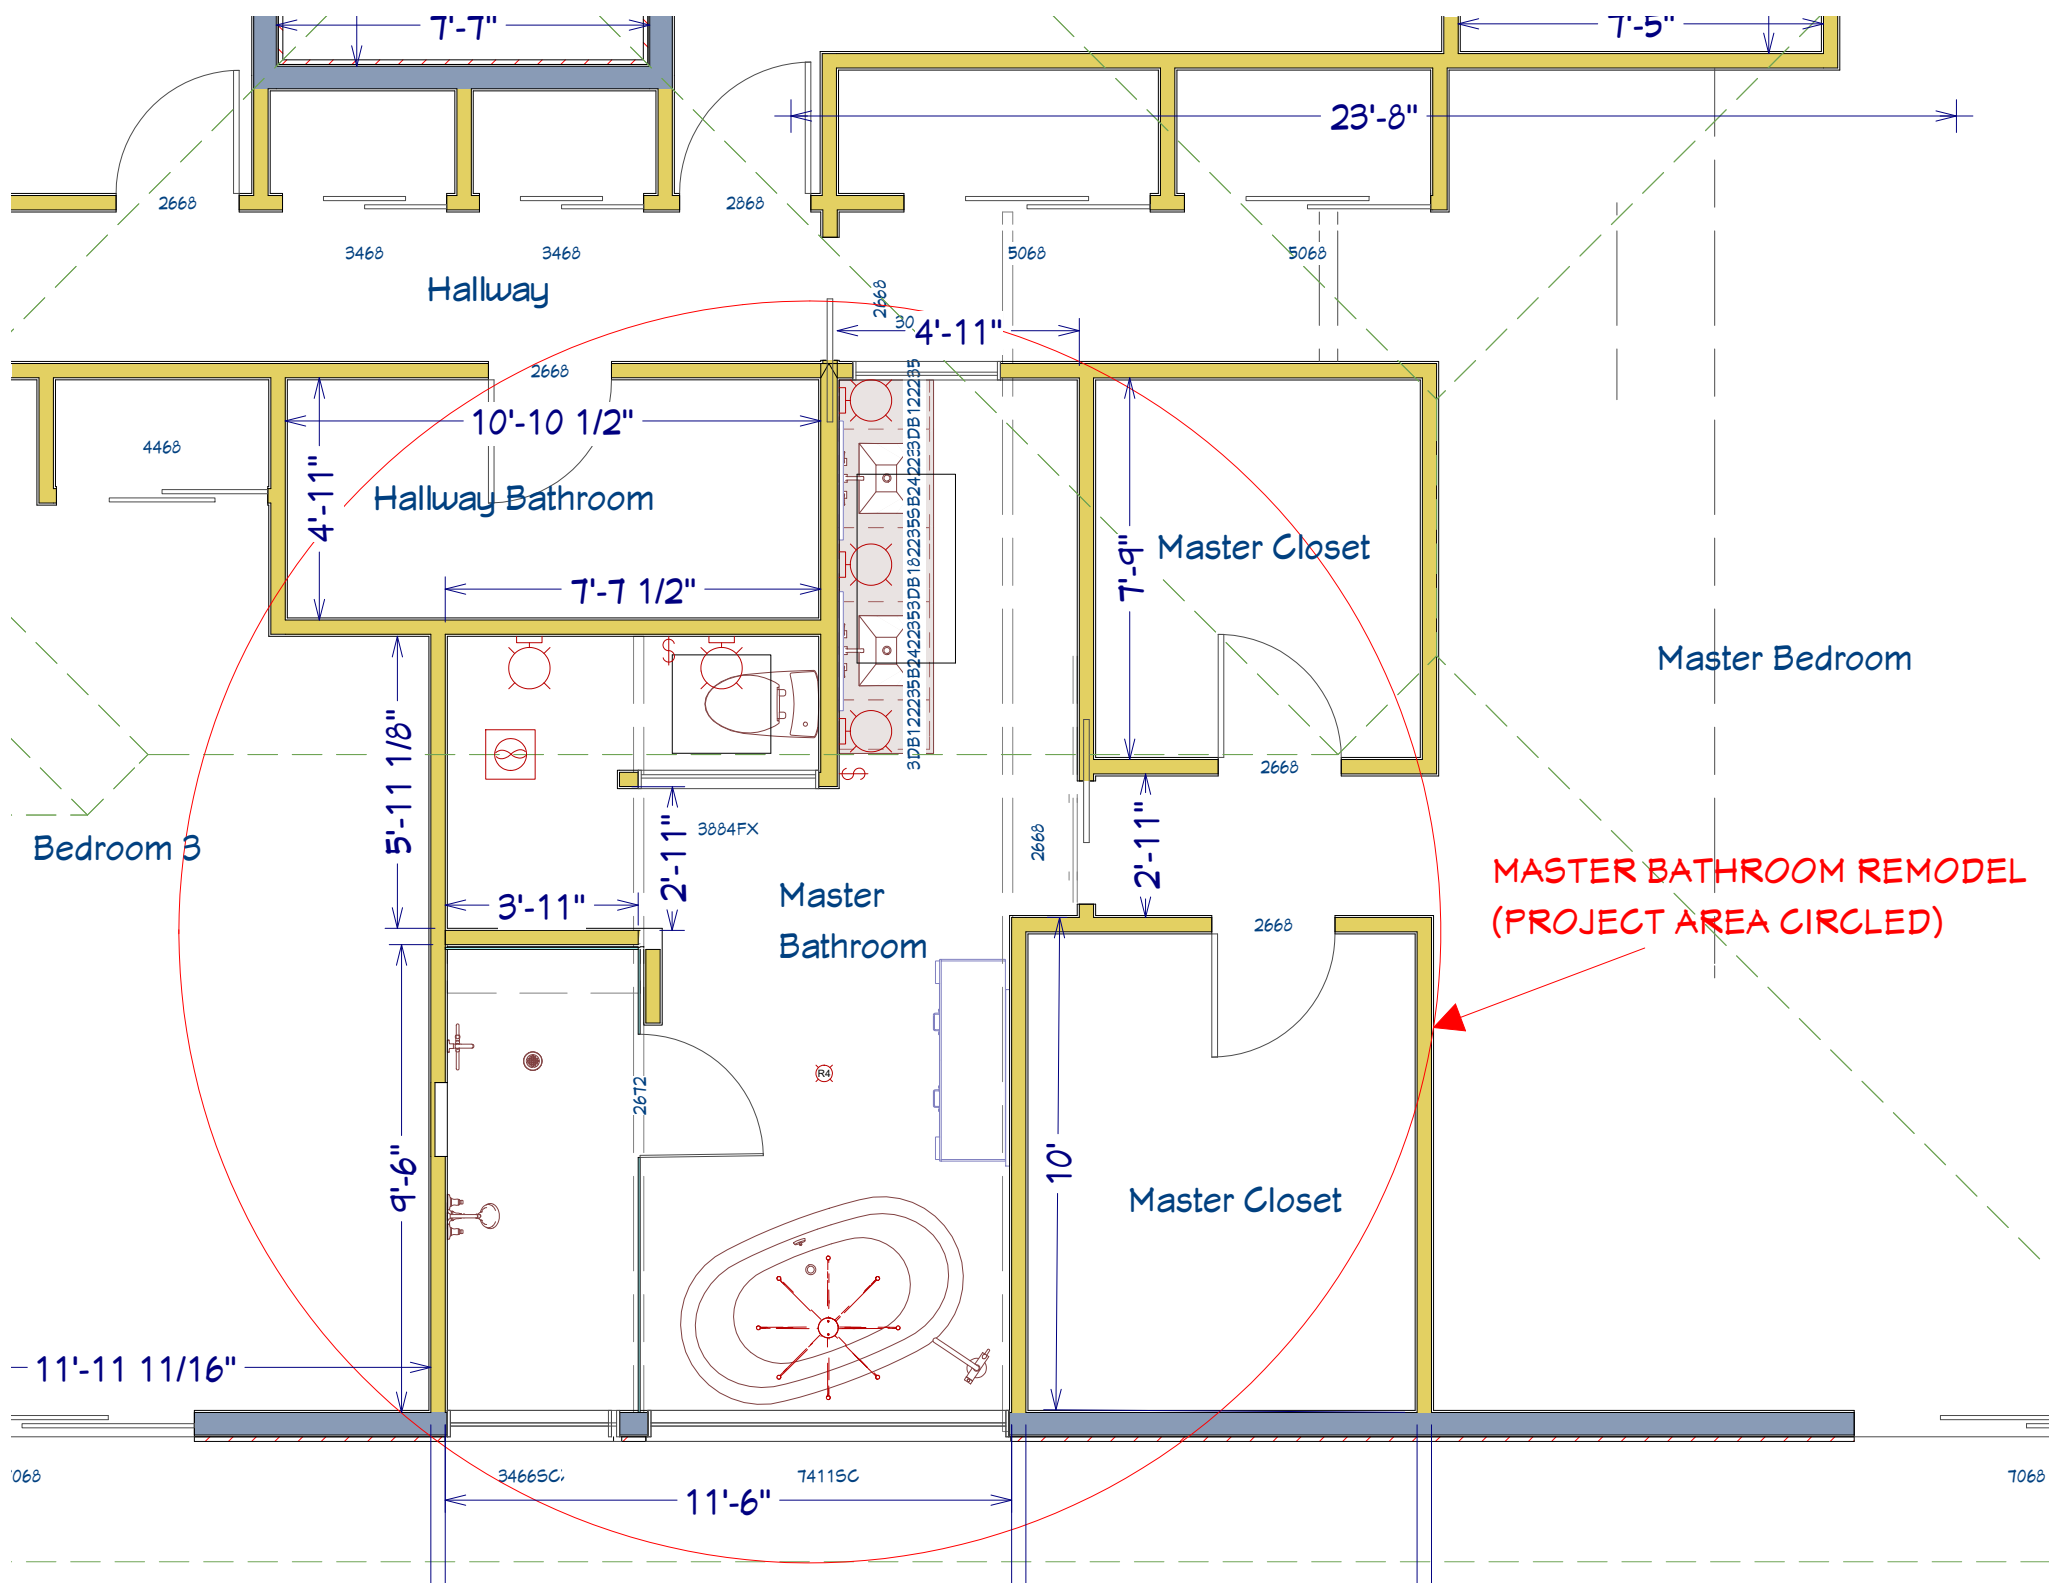 7'-7"
7'-5"
23'-8"
2668
2868
3468
3468
5068
5068
Hallway
2668
30
4'-11"
2668
10'-10 1/2"
4468
4'-11"
Hallway Bathroom
7'-7 1/2"
Master Closet
7'-9"
Master Bedroom
5'-11 1/8"
2668
3884FX
2'-11"
2668
2'-11"
Bedroom 3
3'-11"
Master
Bathroom
2668
MASTER BATHROOM REMODEL
(PROJECT AREA CIRCLED)
R4
2672
9'-6"
10'
Master Closet
11'-11 11/16"
7411SC
7068
11'-6"